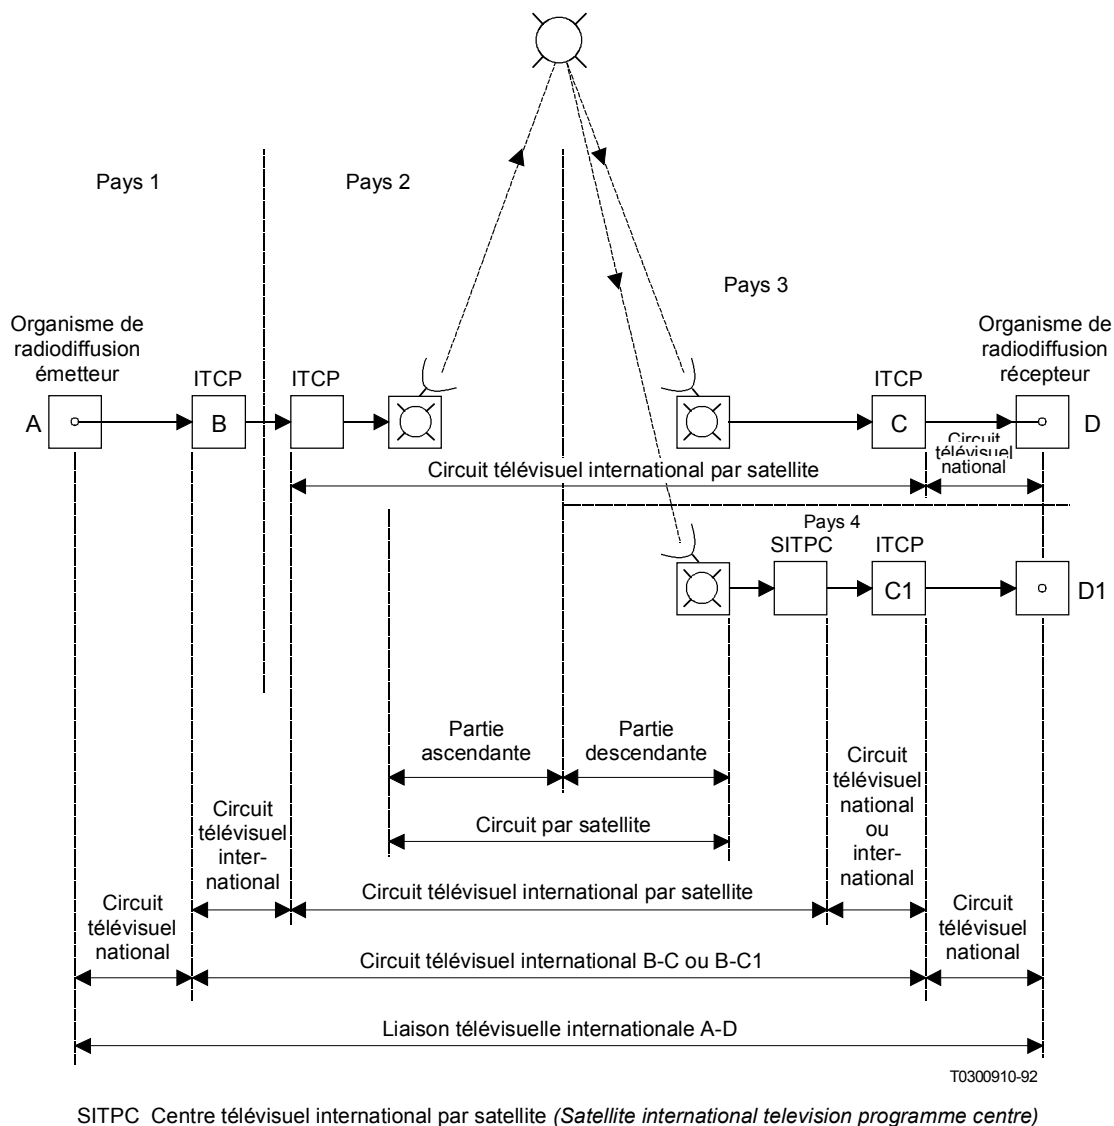 Pays 1
Pays 2
Pays 3
Organisme de
radiodiffusion
émetteur
Organisme de
radiodiffusion
récepteur
ITCP
ITCP
ITCP
A
B
C
D
Circuit
télévisuel
national
Circuit télévisuel international par satellite
Pays 4
SITPC
ITCP
C1
D1
Partie
ascendante
Partie
descendante
Circuit
télévisuel
national
ou
inter-
national
Circuit
télévisuel
inter-
national
Circuit par satellite
Circuit télévisuel international par satellite
Circuit
télévisuel
national
Circuit
télévisuel
national
Circuit télévisuel international B-C ou B-C1
Liaison télévisuelle internationale A-D
T0300910-92
SITPC Centre télévisuel international par satellite (Satellite international television programme centre)